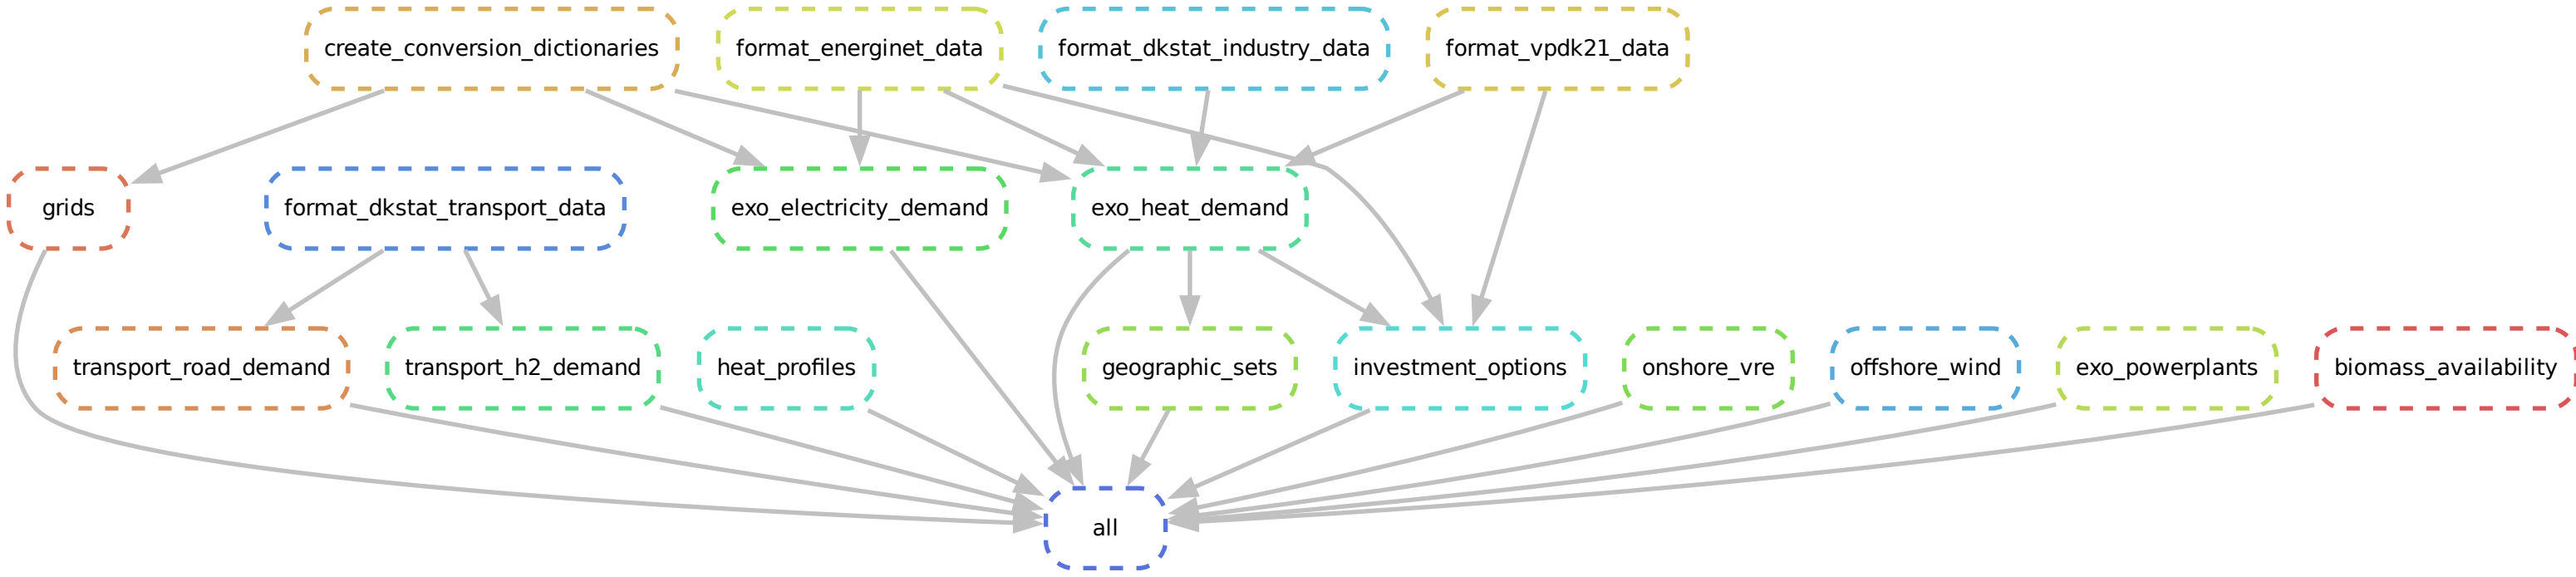 create_conversion_dictionaries
format_energinet_data
format_dkstat_industry_data
format_vpdk21_data
grids
format_dkstat_transport_data
exo_electricity_demand
exo_heat_demand
transport_road_demand
transport_h2_demand
heat_profiles
geographic_sets
investment_options
onshore_vre
offshore_wind
exo_powerplants
biomass_availability
all